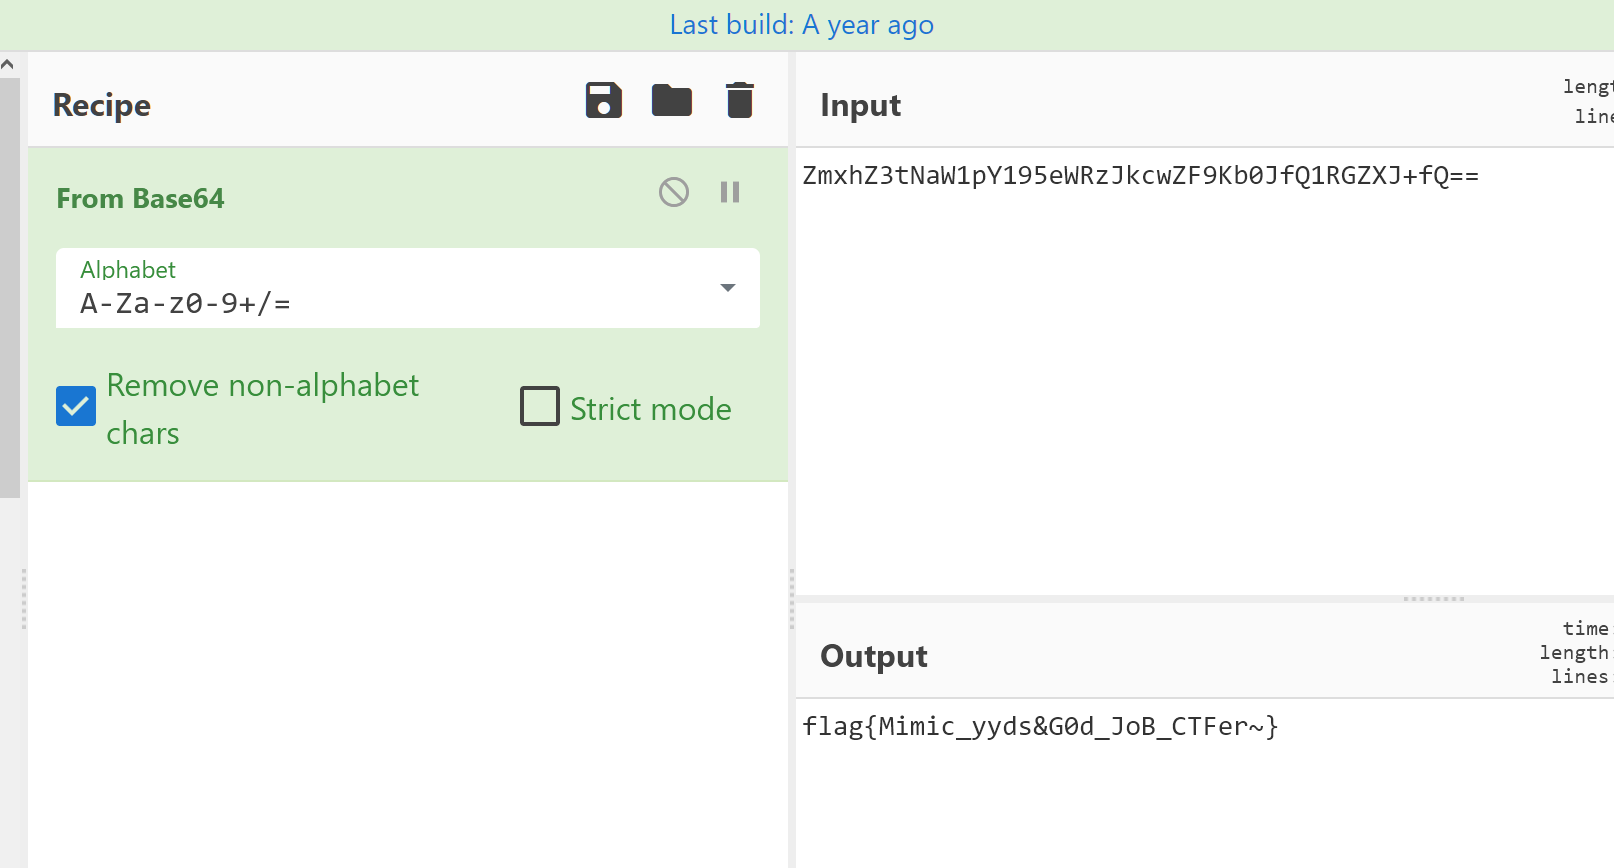 Last build: A year ago
Recipe
Input
lengt
line
From Base64
Alphabet
A-Za-z0-9+/=
Remove non-alphabet
chars
Strict mode
ZmxhZ3tNaW1pY195eWRzJkcwZF9Kb0JfQ1RGZXJ+fQ==
Output
time:
length:
lines:
flag{Mimic_yyds&G0d_JoB_CTFer~}